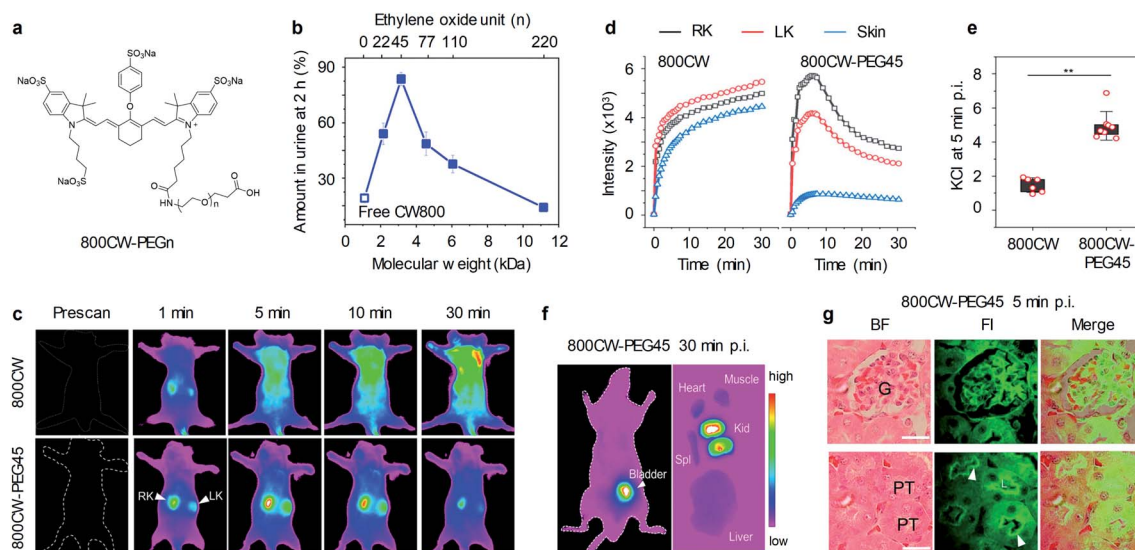 a
SO₃Na
NaO₃S
SO₃Na
O
N
N⁺
O
NaO₃S
HN
O
n
O
OH
800CW-PEGn
b
Ethylene oxide unit (n)
0 22 45 77 110 220
Amount in urine at 2 h (%)
90
70
50
30
10
Free CW800
0 2 4 6 8 10 12
Molecular weight (kDa)
d
RK LK Skin
800CW 800CW-PEG45
Intensity (x10³)
6
4
2
0
0 10 20 30 0 10 20 30
Time (min) Time (min)
e
KCI at 5 min p.i.
**
8
6
4
2
0
800CW 800CW-
PEG45
c
Prescan 1 min 5 min 10 min 30 min
800CW
800CW-PEG45
RK LK
f
800CW-PEG45 30 min p.i.
Heart Muscle
Kid
Spl
Bladder
Liver
high
low
g
800CW-PEG45 5 min p.i.
BF FI Merge
G
PT
PT
L